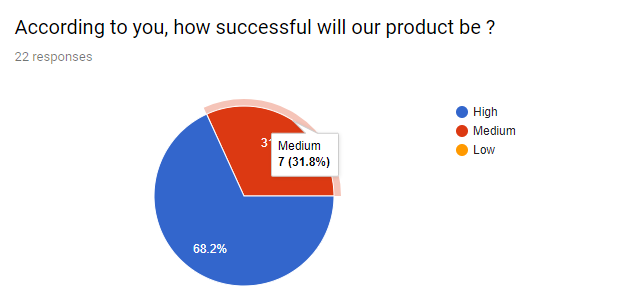 According to you, how successful will our product be ?
22 responses
High
Medium
Low
Medium
7 (31.8%)
68.2%